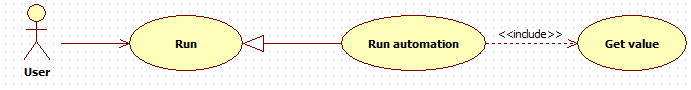 User
Run
Run automation
<<include>>
Get value